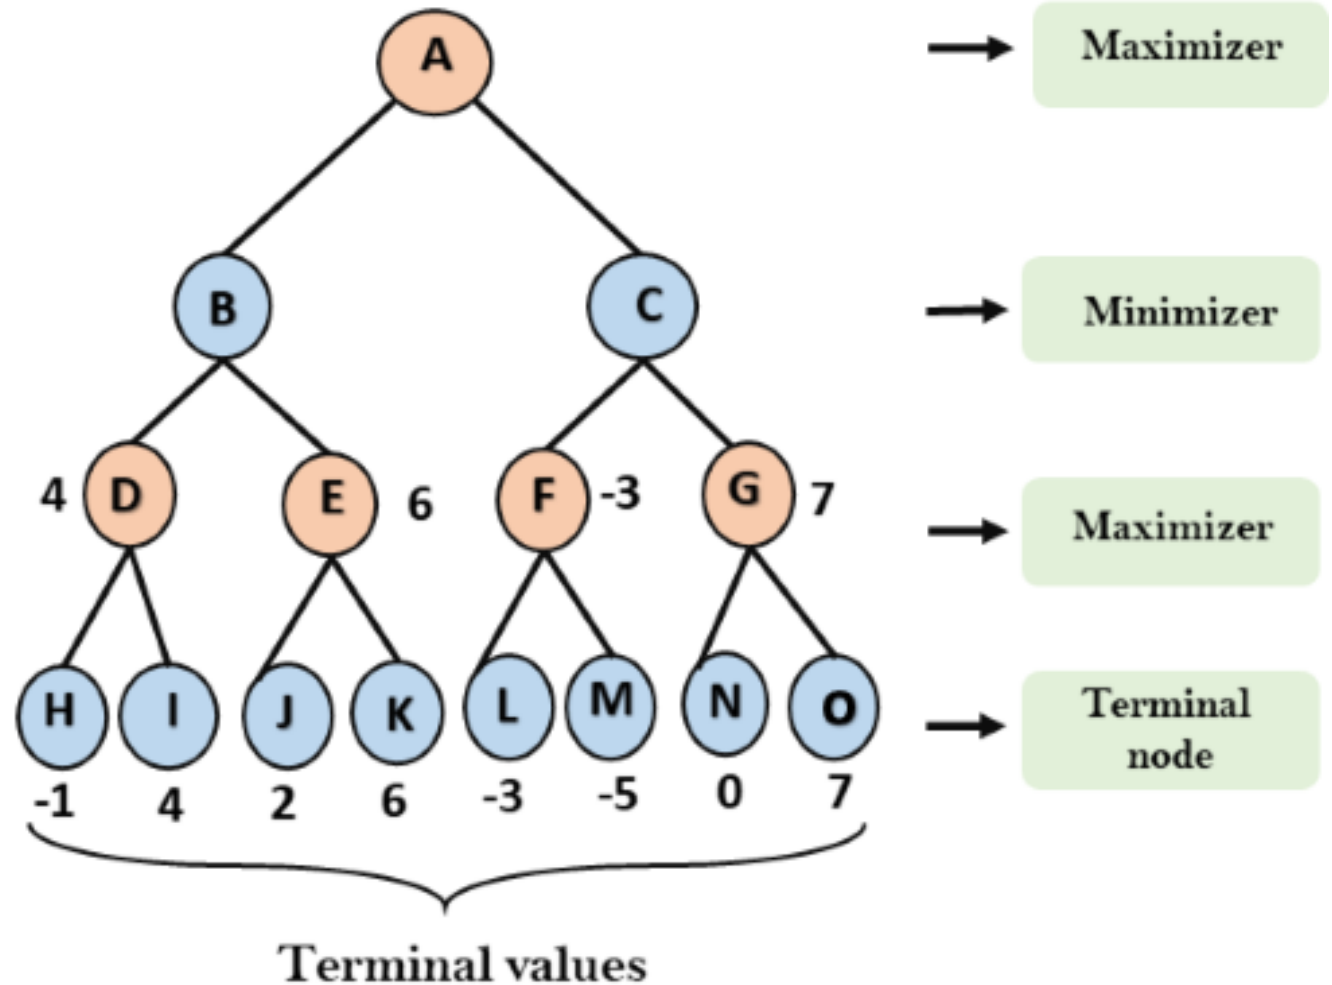 A
Maximizer
B
C
Minimizer
4 D
E 6
F -3
G 7
Maximizer
H I J K L M N O
Terminal
node
-1 4 2 6 -3 -5 0 7
Terminal values